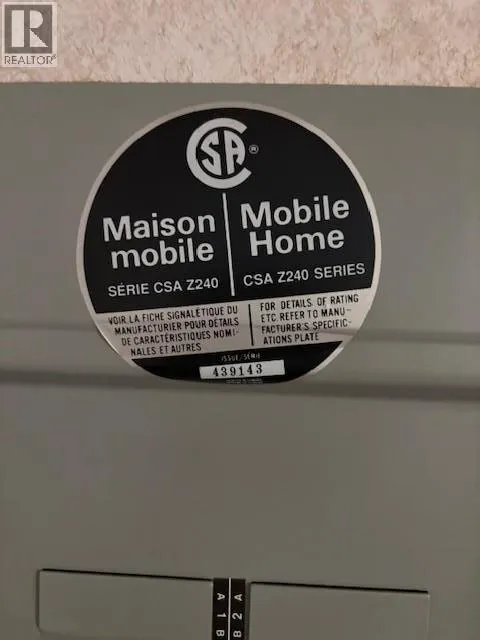 R
REALTOR®
CSA®
Maison
mobile
SÉRIE CSA Z240
Mobile
Home
CSA Z240 SERIES
VOIR LA FICHE SIGNALÉTIQUE DU
MANUFACTURIER POUR DÉTAILS
DE CARACTÉRISTIQUES NOMI-
NALES ET AUTRES
FOR DETAILS OF RATING
ETC. REFER TO MANU-
FACTURER'S SPECIFIC-
ATIONS PLATE
ISSUE/SÉRIE
439143
A 1 B
B 2 A